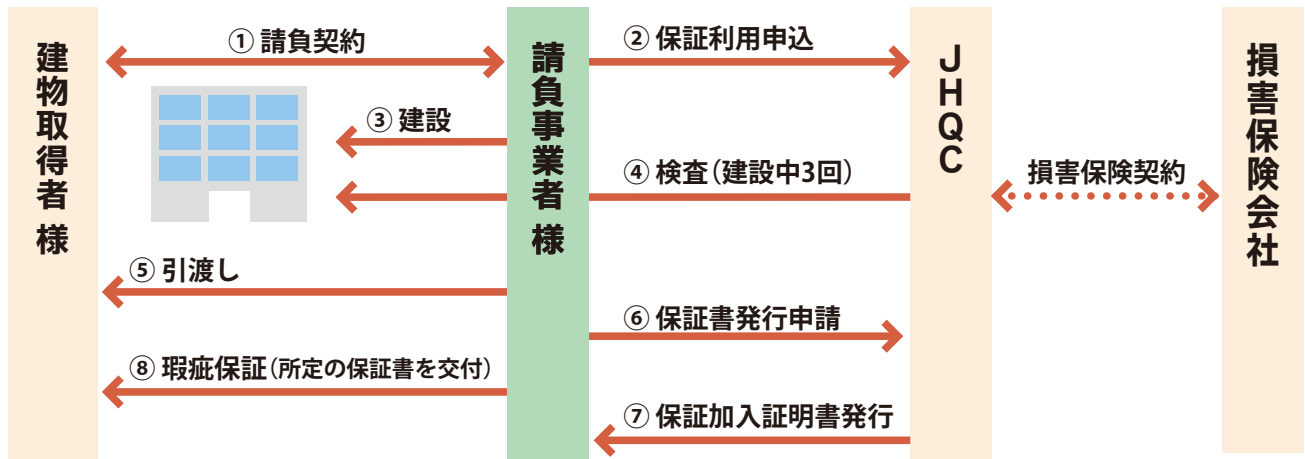 建物取得者 様
請負事業者 様
JHQC
損害保険会社
① 請負契約
② 保証利用申込
③ 建設
④ 検査（建設中3回）
損害保険契約
⑤ 引渡し
⑥ 保証書発行申請
⑧ 瑕疵保証（所定の保証書を交付）
⑦ 保証加入証明書発行